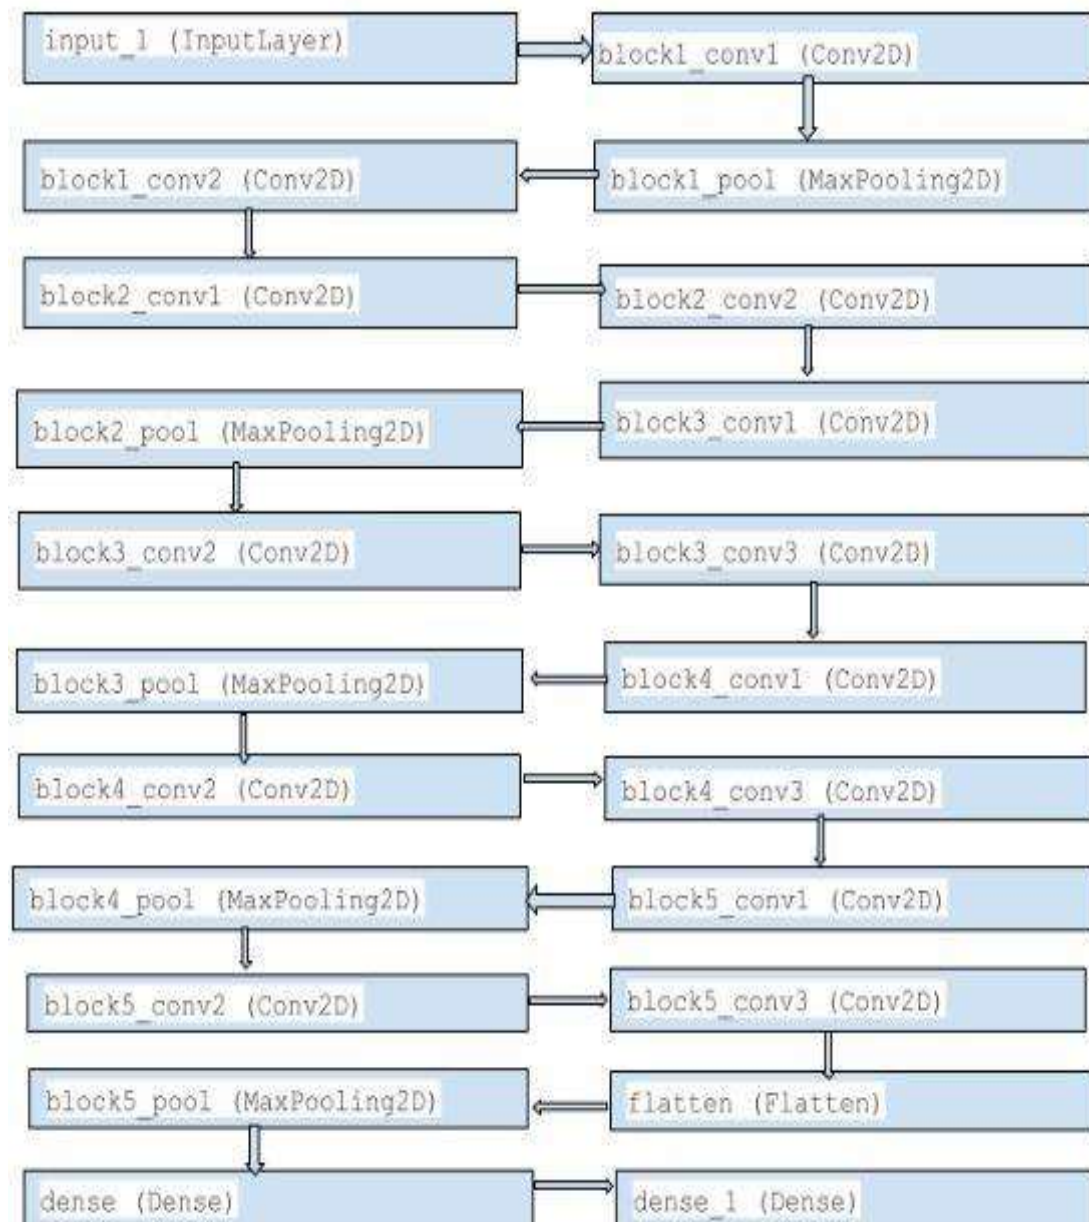 input_1 (InputLayer)
block1_conv1 (Conv2D)
block1_conv2 (Conv2D)
block1_pool (MaxPooling2D)
block2_conv1 (Conv2D)
block2_conv2 (Conv2D)
block2_pool (MaxPooling2D)
block3_conv1 (Conv2D)
block3_conv2 (Conv2D)
block3_conv3 (Conv2D)
block3_pool (MaxPooling2D)
block4_conv1 (Conv2D)
block4_conv2 (Conv2D)
block4_conv3 (Conv2D)
block4_pool (MaxPooling2D)
block5_conv1 (Conv2D)
block5_conv2 (Conv2D)
block5_conv3 (Conv2D)
block5_pool (MaxPooling2D)
flatten (Flatten)
dense (Dense)
dense_1 (Dense)